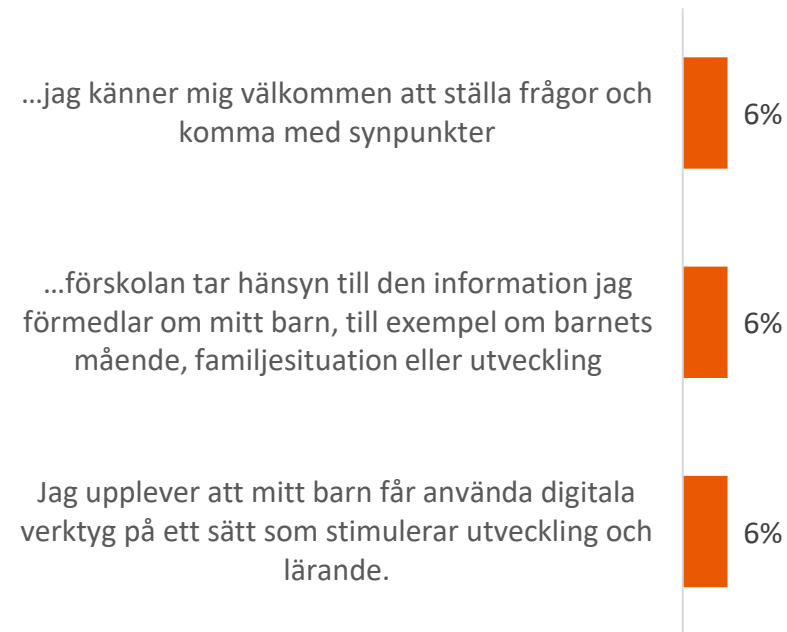 …jag känner mig välkommen att ställa frågor och
komma med synpunkter
6%
…förskolan tar hänsyn till den information jag
förmedlar om mitt barn, till exempel om barnets
mående, familjesituation eller utveckling
6%
Jag upplever att mitt barn får använda digitala
verktyg på ett sätt som stimulerar utveckling och
lärande.
6%